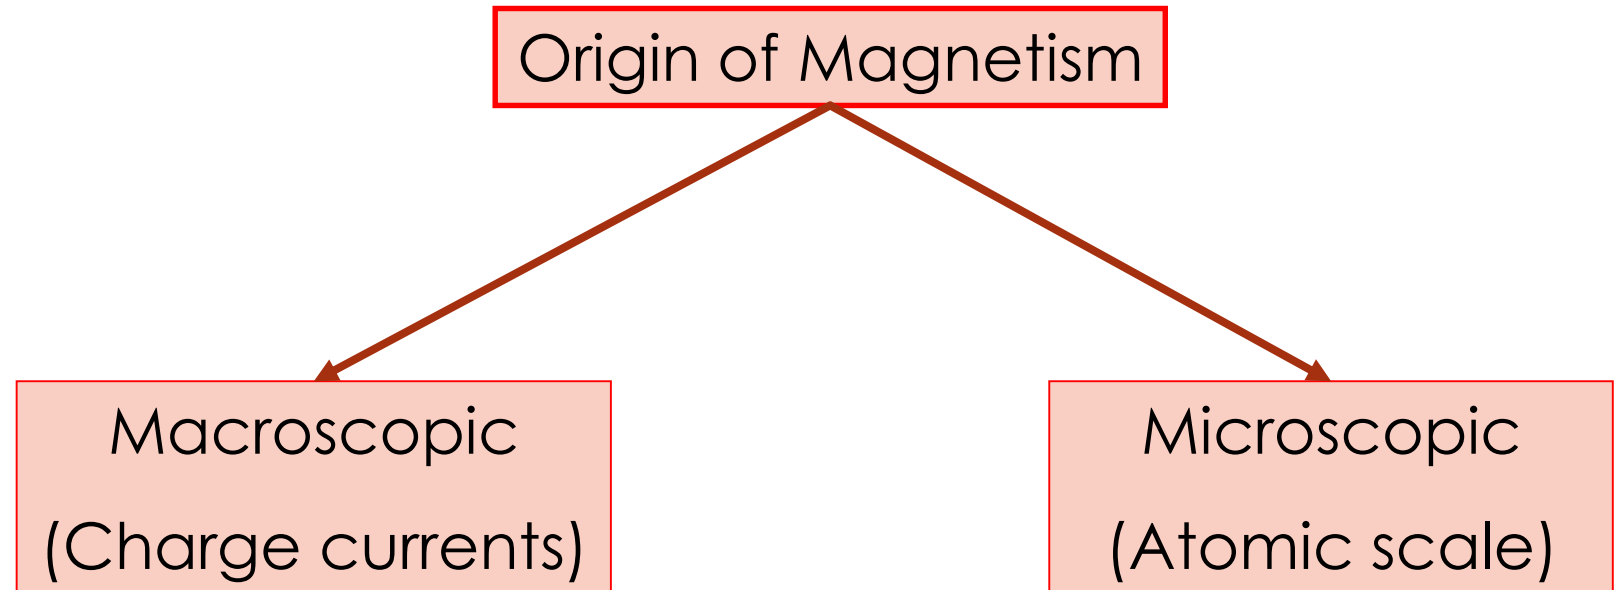 Origin of Magnetism
Macroscopic
(Charge currents)
Microscopic
(Atomic scale)